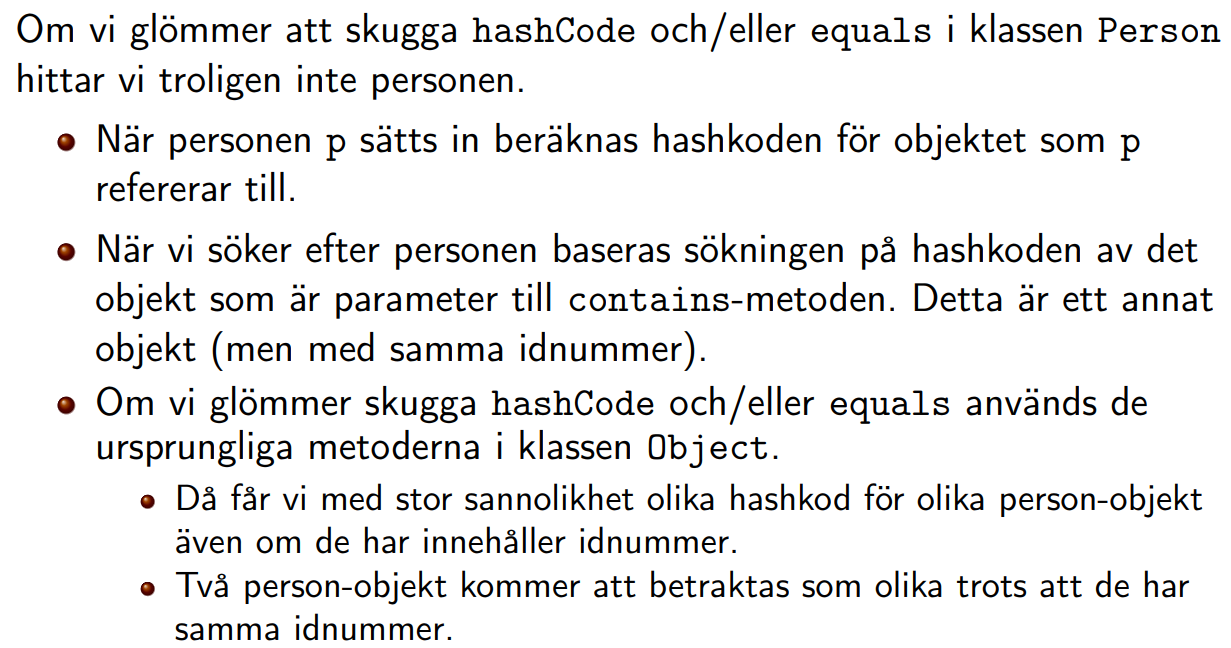 Om vi glömmer att skugga hashCode och/eller equals i klassen Person
hittar vi troligen inte personen.
När personen p sätts in beräknas hashkoden för objektet som p
refererar till.
När vi söker efter personen baseras sökningen på hashkoden av det
objekt som är parameter till contains-metoden. Detta är ett annat
objekt (men med samma idnummer).
Om vi glömmer skugga hashCode och/eller equals används de
ursprungliga metoderna i klassen Object.
Då får vi med stor sannolikhet olika hashkod för olika person-objekt
även om de har innehåller idnummer.
Två person-objekt kommer att betraktas som olika trots att de har
samma idnummer.